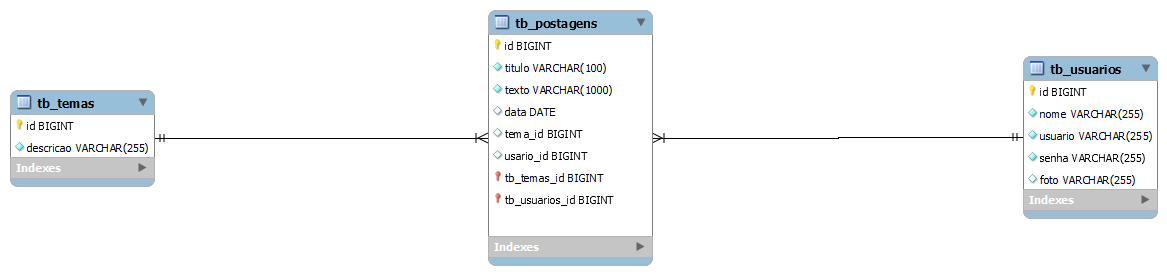 tb_temas
id BIGINT
descricao VARCHAR(255)
Indexes
tb_postagens
id BIGINT
titulo VARCHAR(100)
texto VARCHAR(1000)
data DATE
tema_id BIGINT
usario_id BIGINT
tb_temas_id BIGINT
tb_usuarios_id BIGINT
Indexes
tb_usuarios
id BIGINT
nome VARCHAR(255)
usuario VARCHAR(255)
senha VARCHAR(255)
foto VARCHAR(255)
Indexes